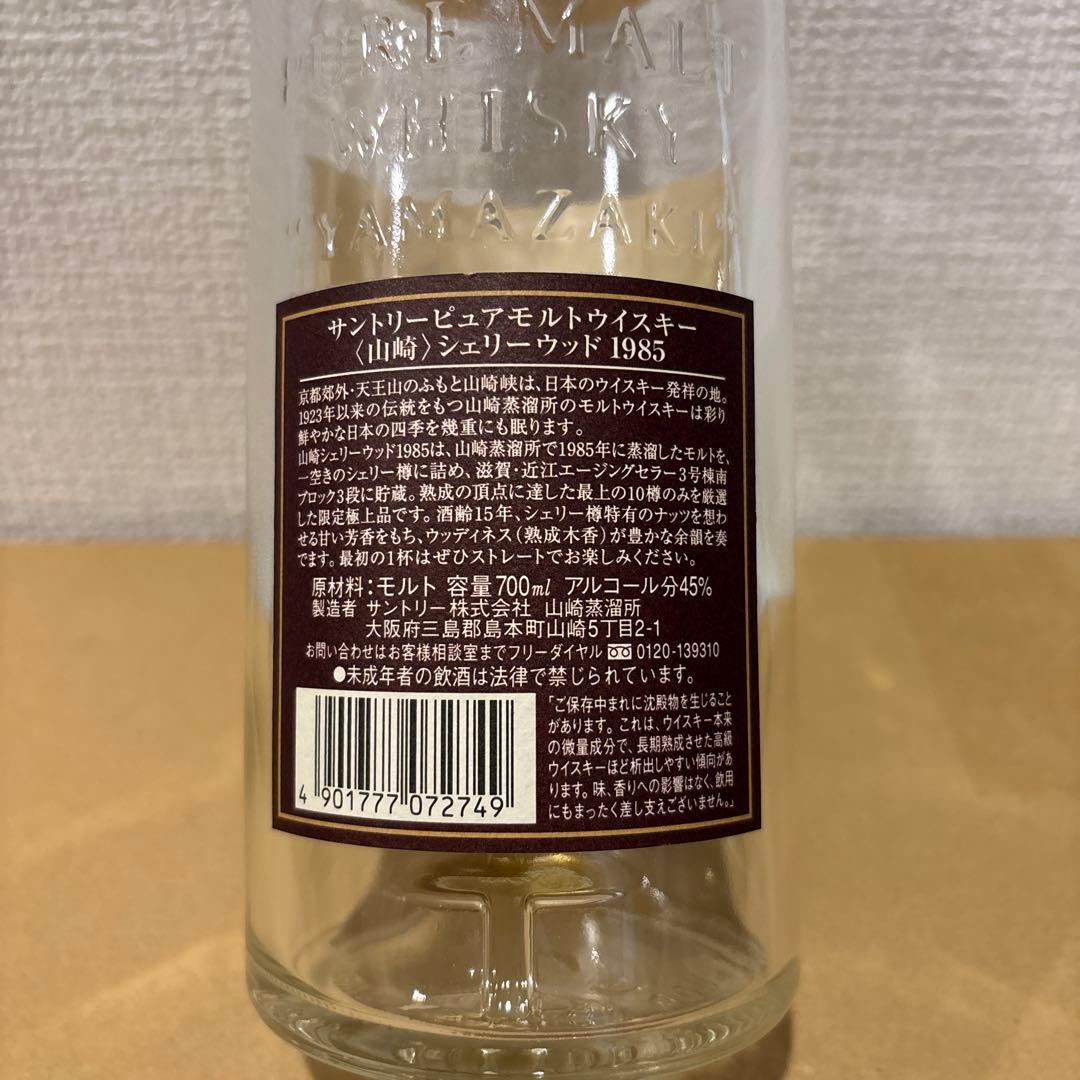 PURE MALT
WHISKY
"YAMAZAKI"
サントリーピュアモルトウイスキー
〈山崎〉シェリーウッド 1985
京都郊外・天王山のふもと山崎峡は、日本のウイスキー発祥の地。
1923年以来の伝統をもつ山崎蒸溜所のモルトウイスキーは彩り
鮮やかな日本の四季を幾重にも眠ります。
山崎シェリーウッド1985は、山崎蒸溜所で1985年に蒸溜したモルトを、
一空きのシェリー樽に詰め、滋賀・近江エージングセラー3号棟南
ブロック3段に貯蔵。熟成の頂点に達した最上の10樽のみを厳選
した限定極上品です。酒齢15年、シェリー樽特有のナッツを想わ
せる甘い芳香をもち、ウッディネス(熟成木香)が豊かな余韻を奏
でます。最初の1杯はぜひストレートでお楽しみください。
原材料:モルト 容量700ml アルコール分45%
製造者 サントリー株式会社 山崎蒸溜所
大阪府三島郡島本町山崎5丁目2-1
お問い合わせはお客様相談室までフリーダイヤル 0120-139310
●未成年者の飲酒は法律で禁じられています。
「ご保存中まれに沈殿物を生じること
があります。これは、ウイスキー本来
の微量成分で、長期熟成させた高級
ウイスキーほど析出しやすい傾向があ
ります。味、香りへの影響はなく、飲用
にもまったく差し支えございません。」
4 901777 072749